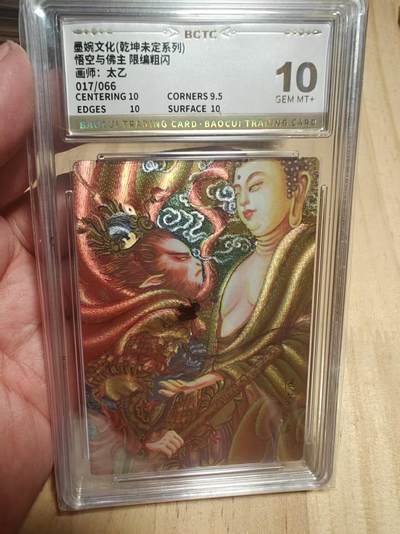 BCTC
墨婉文化(乾坤未定系列)
悟空与佛主 限编粗闪
画师：太乙
017/066
CENTERING 10 CORNERS 9.5
EDGES 10 SURFACE 10
10
GEM MT+
BAOCUI TRADING CARD·BAOCUI TRADING CARD